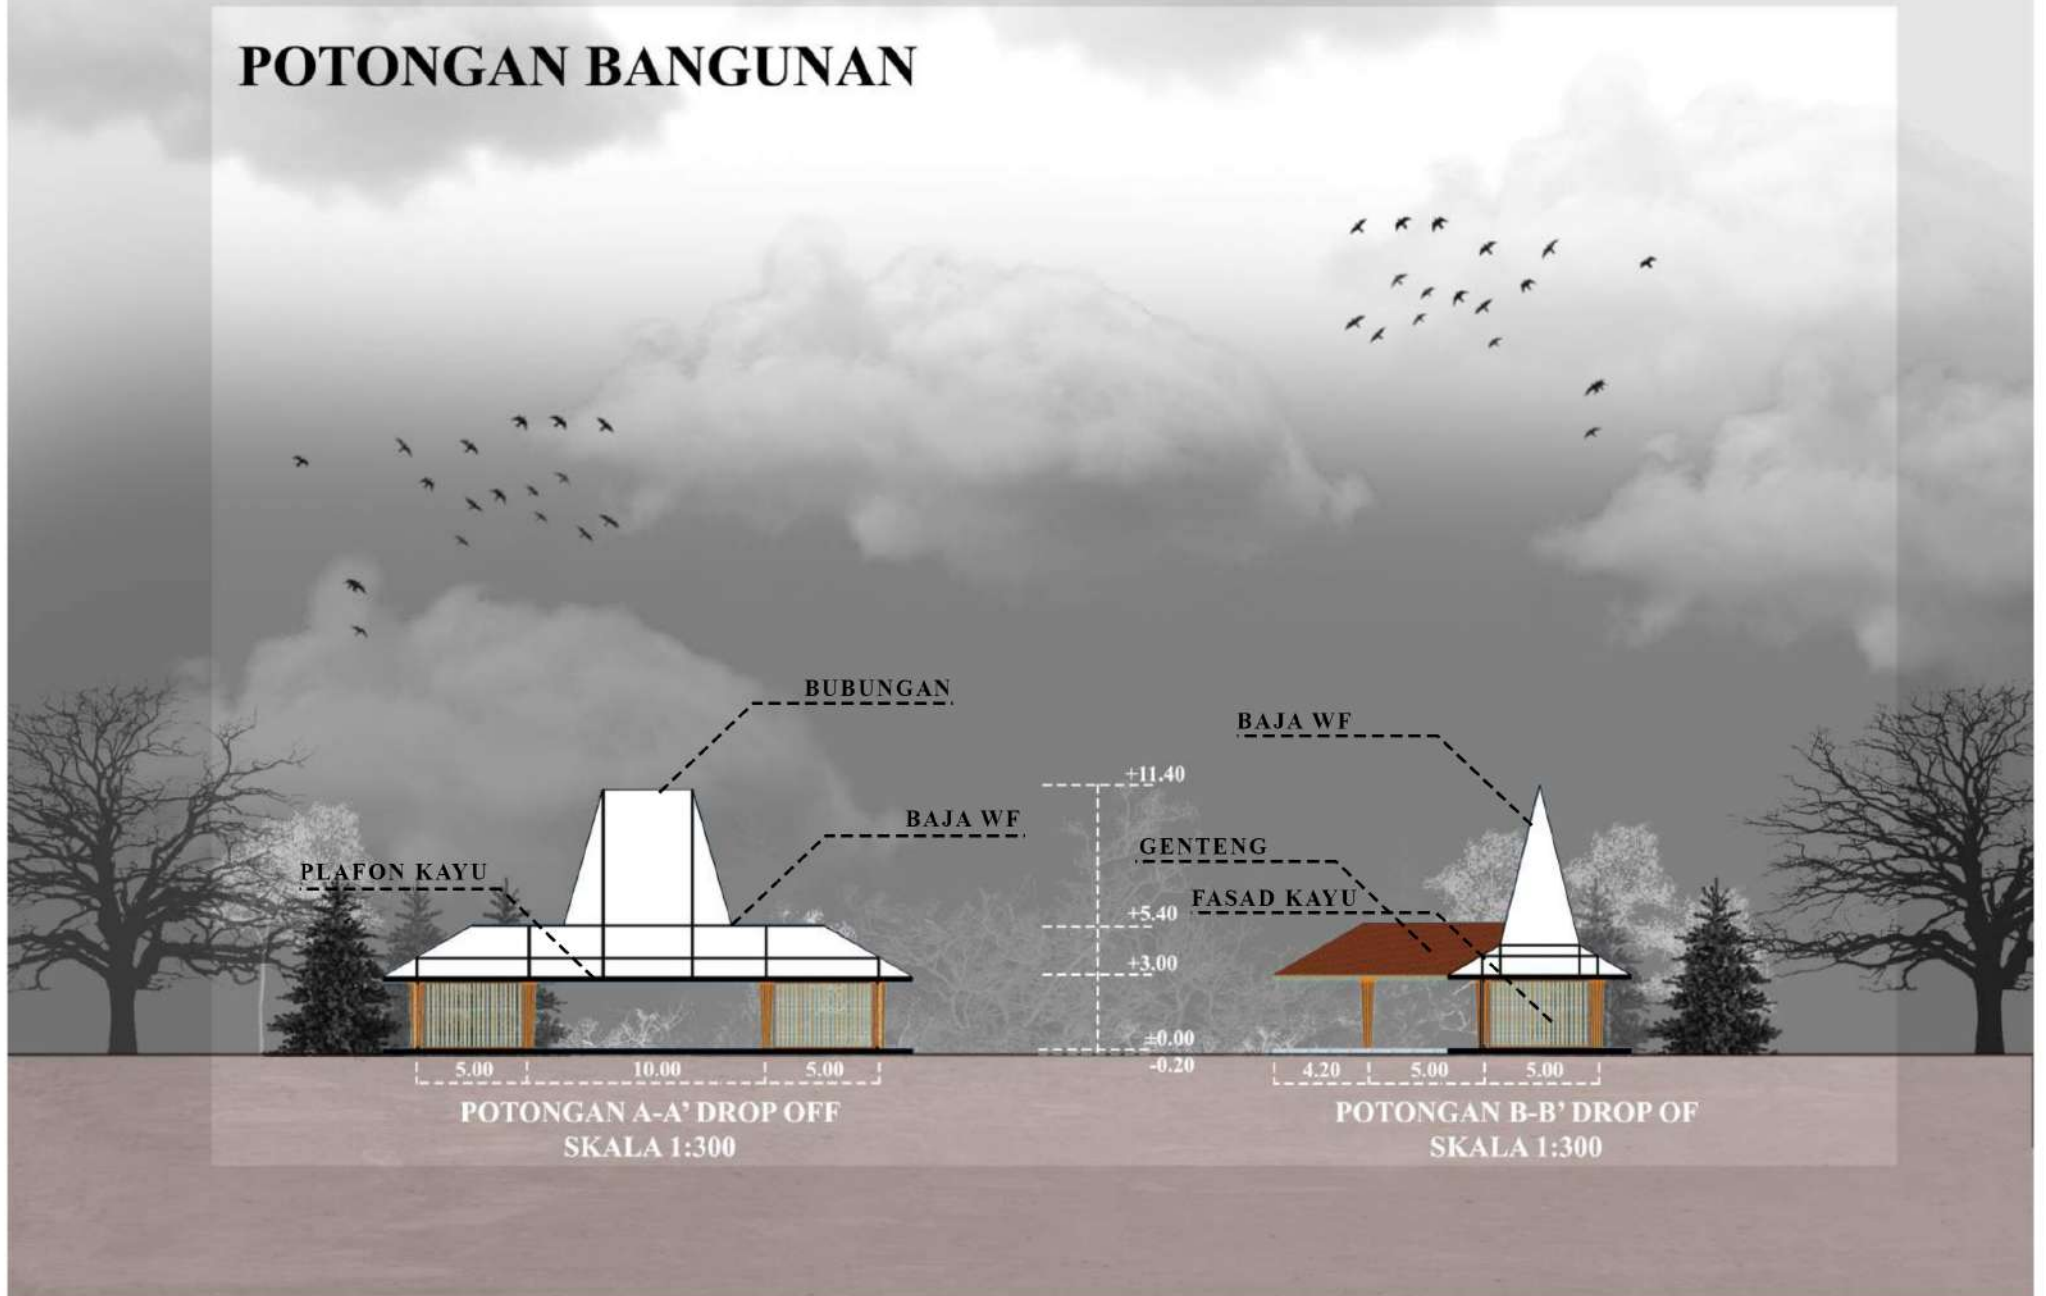 POTONGAN BANGUNAN
BUBUNGAN
BAJA WF
PLAFON KAYU
BAJA WF
GENTENG
FASAD KAYU
+11.40
+5.40
+3.00
±0.00
-0.20
5.00 10.00 5.00
4.20 5.00 5.00
POTONGAN A-A’ DROP OFF
SKALA 1:300
POTONGAN B-B’ DROP OF
SKALA 1:300